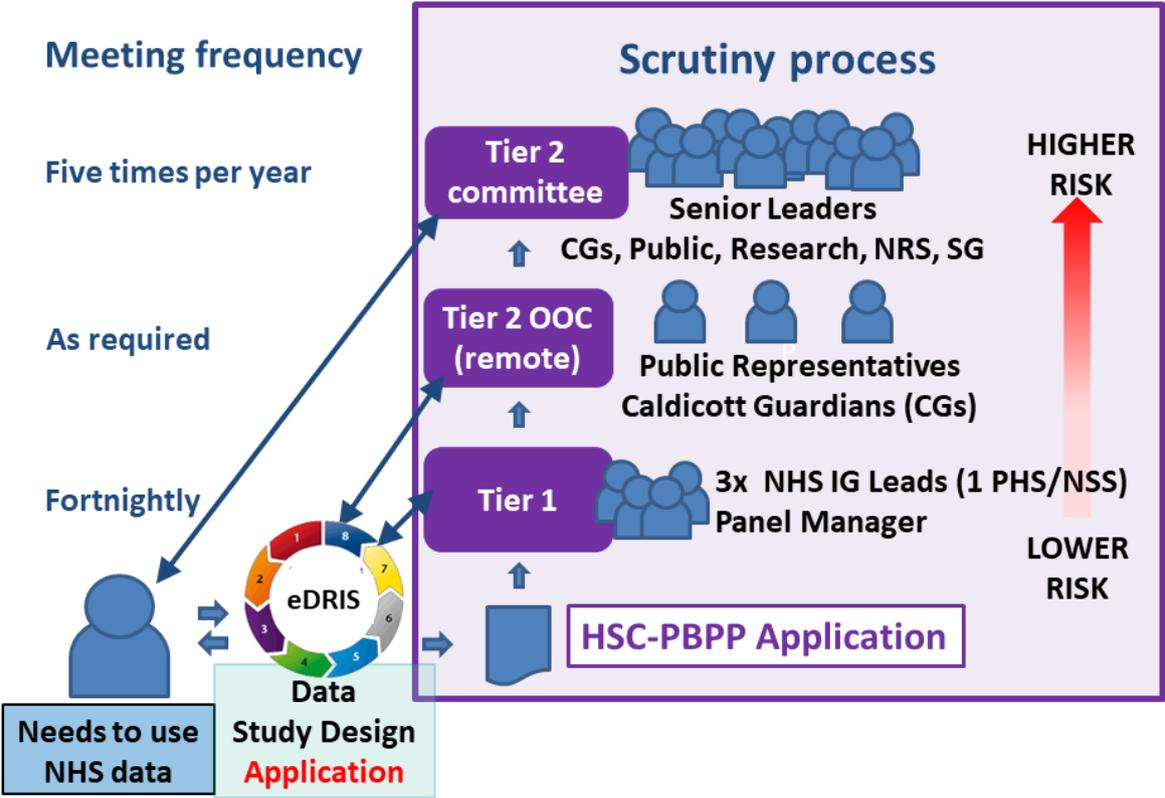 Meeting frequency
Scrutiny process
Five times per year
Tier 2
committee
HIGHER
RISK
Senior Leaders
CGs, Public, Research, NRS, SG
As required
Tier 2 OOC
(remote)
P
Public Representatives
Caldicott Guardians (CGs)
Fortnightly
Tier 1
3x NHS IG Leads (1 PHS/NSS)
Panel Manager
LOWER
RISK
1
2
3
4
5
6
7
8
eDRIS
HSC-PBPP Application
Needs to use
NHS data
Data
Study Design
Application